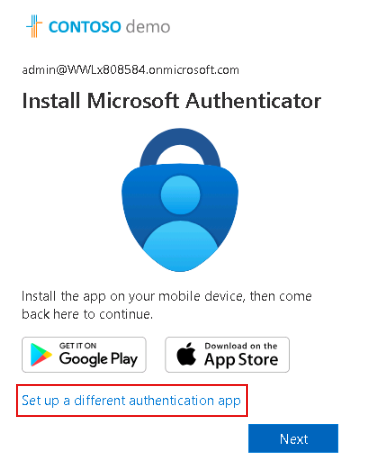 CONTOSO demo
admin@WWLx808584.onmicrosoft.com
Install Microsoft Authenticator
Install the app on your mobile device, then come
back here to continue.
GET IT ON
Google Play
Download on the
App Store
Set up a different authentication app
Next